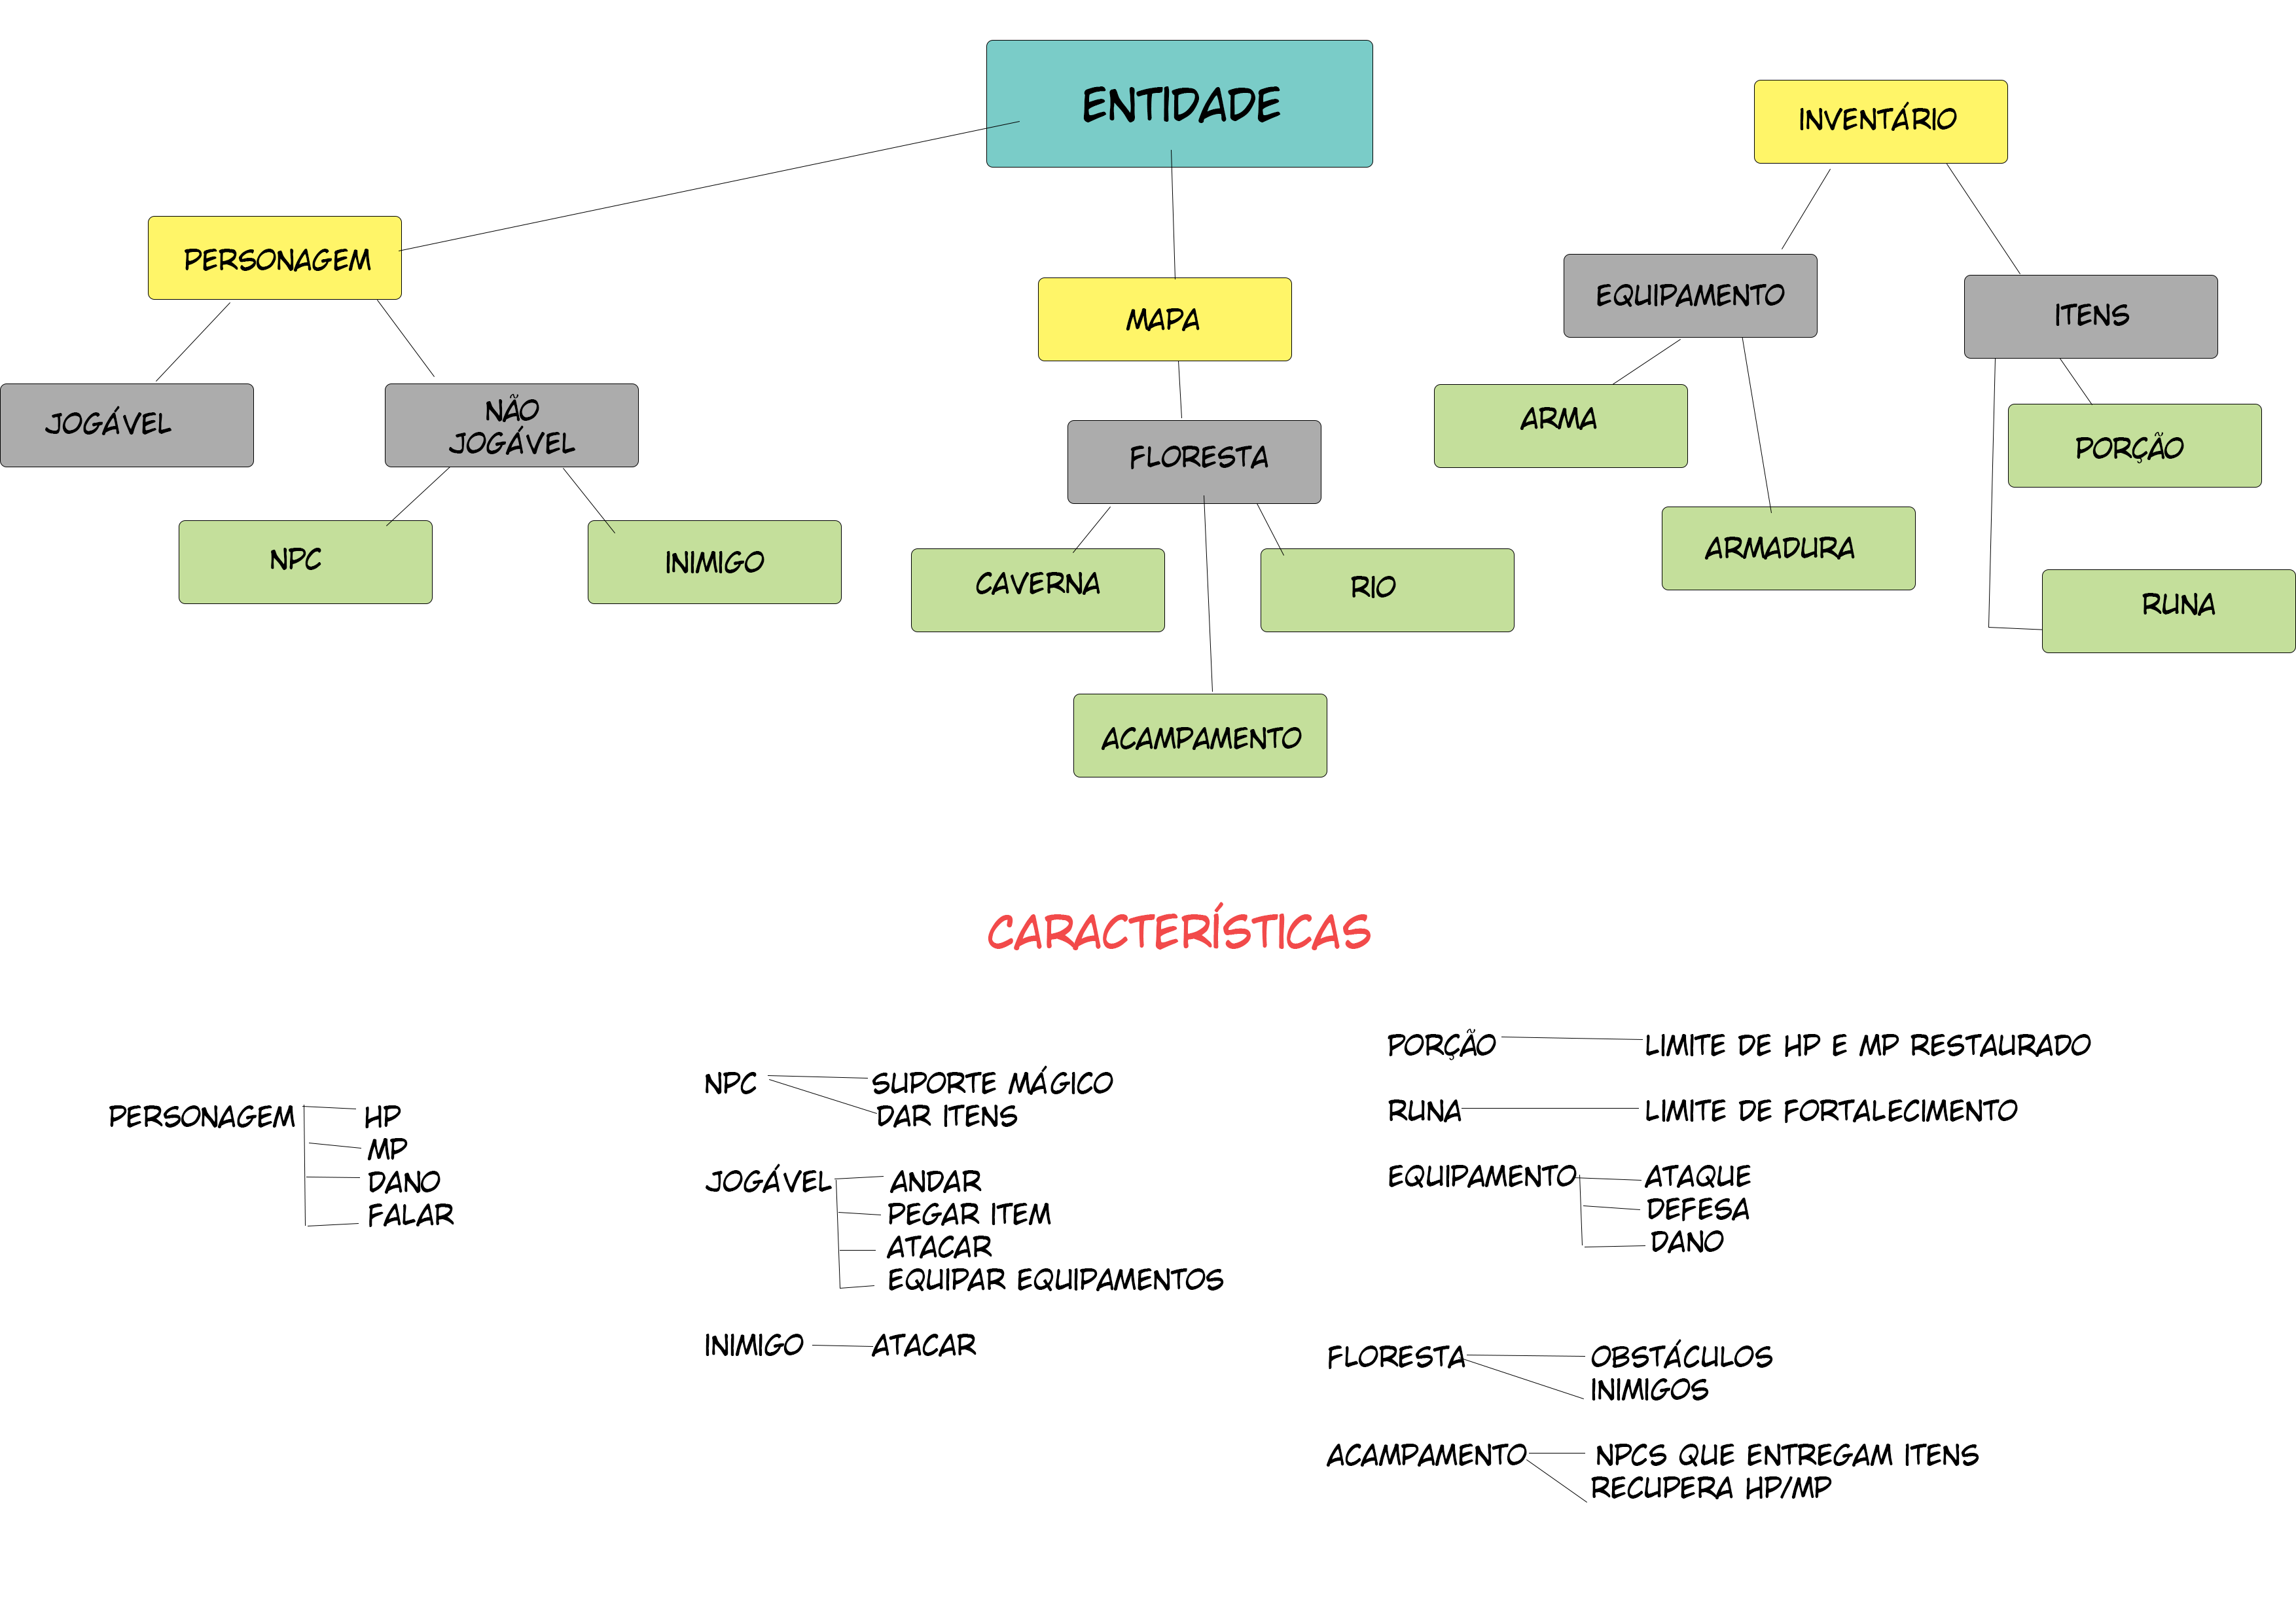 ENTIDADE
INVENTÁRIO
PERSONAGEM
MAPA
EQUIPAMENTO
ITENS
JOGÁVEL
NÃO
JOGÁVEL
FLORESTA
ARMA
PORÇÃO
NPC
INIMIGO
CAVERNA
RIO
ARMADURA
RUNA
ACAMPAMENTO
CARACTERÍSTICAS
PERSONAGEM
HP
MP
DANO
FALAR
NPC
SUPORTE MÁGICO
DAR ITENS
JOGÁVEL
ANDAR
PEGAR ITEM
ATACAR
EQUIPAR EQUIPAMENTOS
INIMIGO
ATACAR
PORÇÃO
LIMITE DE HP E MP RESTAURADO
RUNA
LIMITE DE FORTALECIMENTO
EQUIPAMENTO
ATAQUE
DEFESA
DANO
FLORESTA
OBSTÁCULOS
INIMIGOS
ACAMPAMENTO
NPCS QUE ENTREGAM ITENS
RECUPERA HP/MP